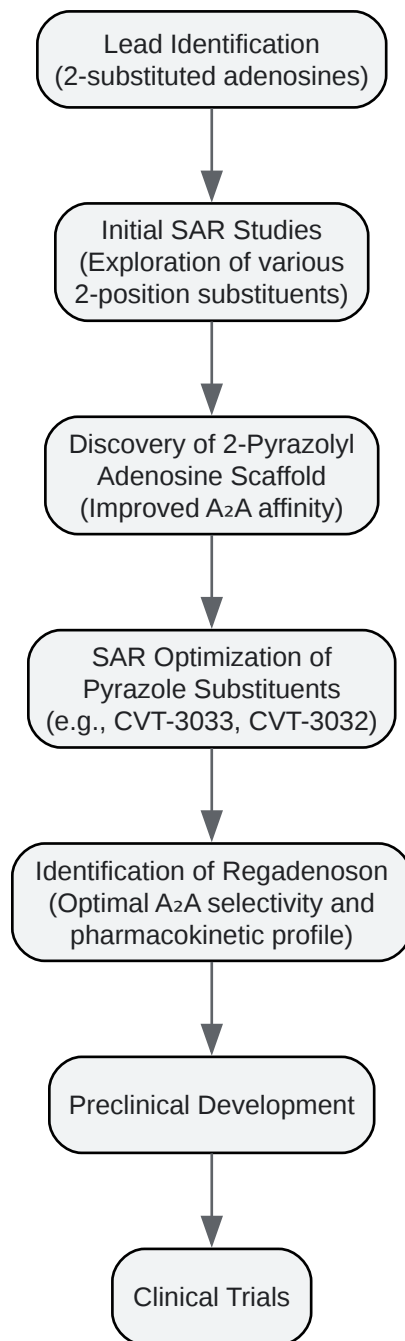 Lead Identification
(2-substituted adenosines)
Initial SAR Studies
(Exploration of various
2-position substituents)
Discovery of 2-Pyrazolyl
Adenosine Scaffold
(Improved A₂A affinity)
SAR Optimization of
Pyrazole Substituents
(e.g., CVT-3033, CVT-3032)
Identification of Regadenoson
(Optimal A₂A selectivity and
pharmacokinetic profile)
Preclinical Development
Clinical Trials